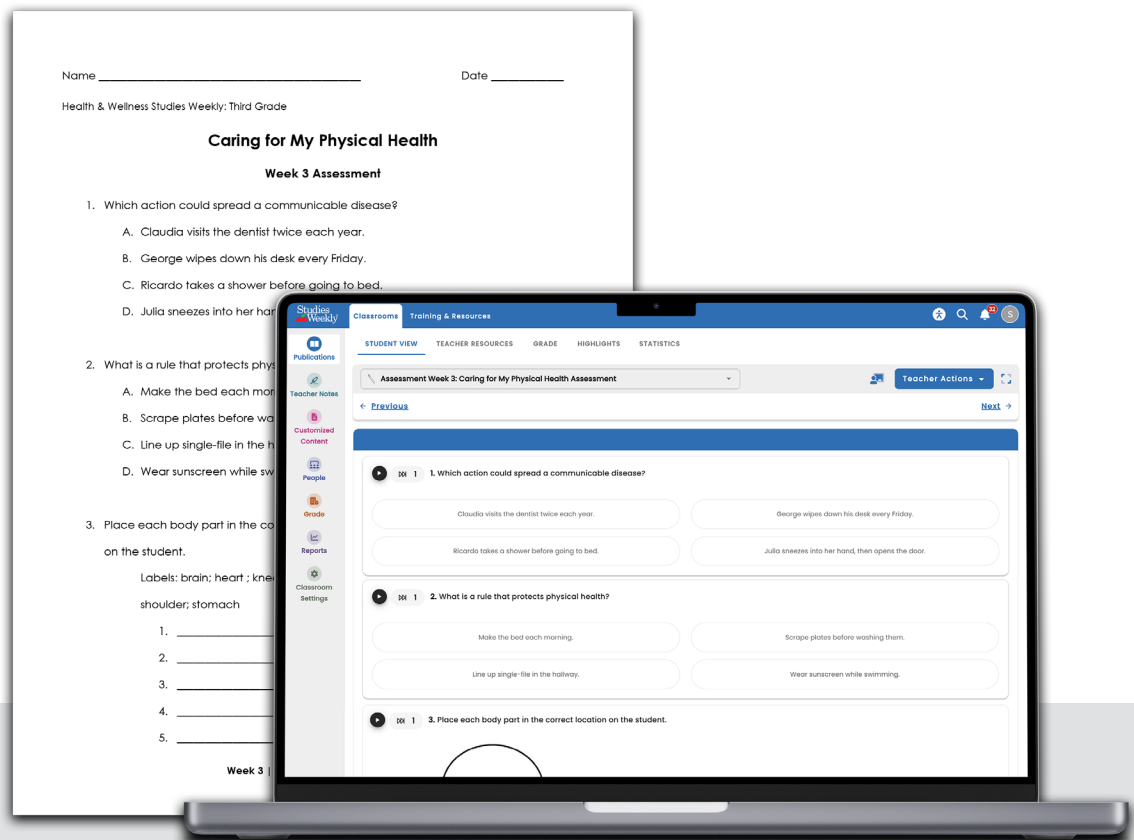 Name Date
Health & Wellness Studies Weekly: Third Grade
Caring for My Physical Health
Week 3 Assessment
1. Which action could spread a communicable disease?
A. Claudia visits the dentist twice each year.
B. George wipes down his desk every Friday.
C. Ricardo takes a shower before going to bed.
D. Julia sneezes into her
2. What is a rule that protects
A. Make the bed each
B. Scrape plates before
C. Line up single-file in the
D. Wear sunscreen while
3. Place each body part in the
on the student.
Labels: brain; heart ;
shoulder; stomach
1.
2.
3.
4.
5.
Week 3 |
Studies Weekly
Classrooms Training & Resources
32 S
STUDENT VIEW TEACHER RESOURCES GRADE HIGHLIGHTS STATISTICS
Publications
Teacher Notes
Customized
Content
People
Grade
Reports
Classroom
Settings
Assessment Week 3: Caring for My Physical Health Assessment
Teacher Actions
Previous Next
1 1. Which action could spread a communicable disease?
Claudia visits the dentist twice each year. George wipes down his desk every Friday.
Ricardo takes a shower before going to bed. Julia sneezes into her hand, then opens the door.
1 2. What is a rule that protects physical health?
Make the bed each morning. Scrape plates before washing them.
Line up single-file in the hallway. Wear sunscreen while swimming.
1 3. Place each body part in the correct location on the student.